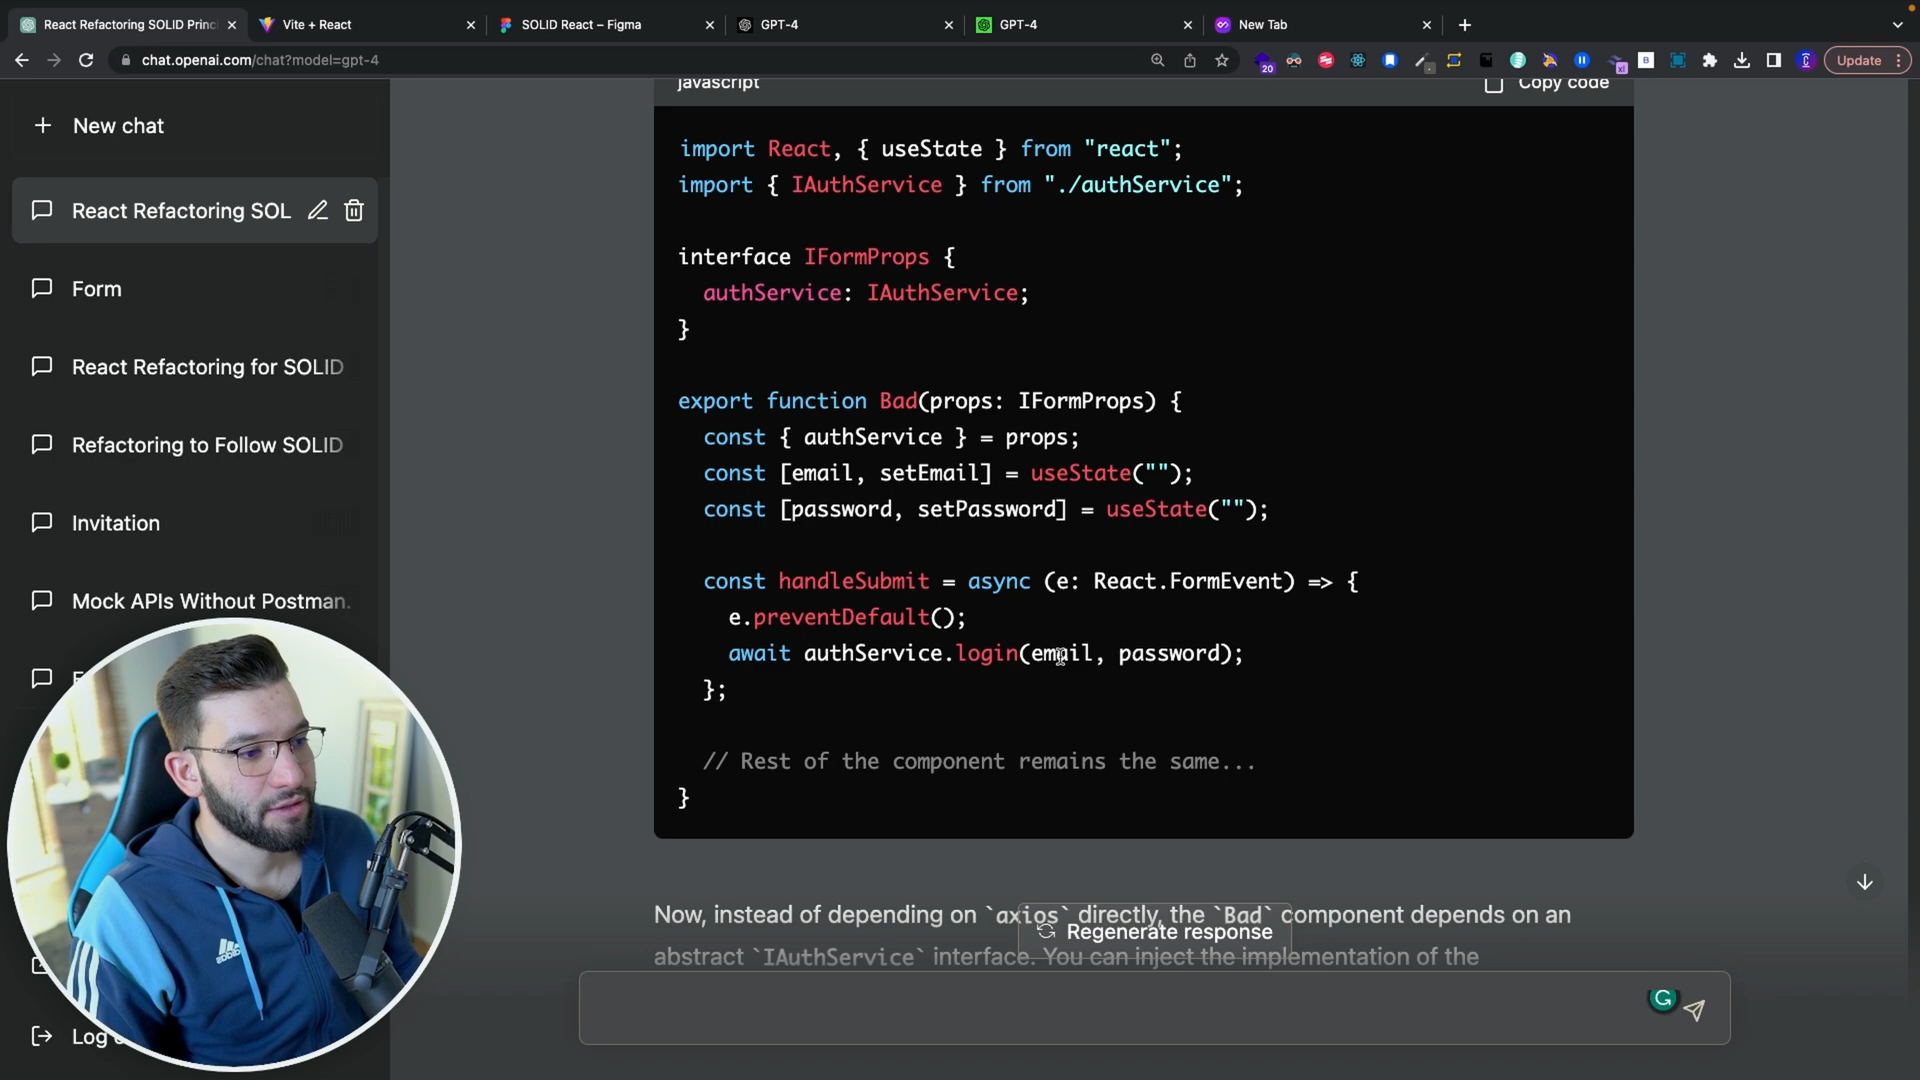 React Refactoring SOLID Princ
Vite + React
SOLID React – Figma
GPT-4
GPT-4
New Tab
chat.openai.com/chat?model=gpt-4
20
x!
B
Update
New chat
React Refactoring SOL
Form
React Refactoring for SOLID
Refactoring to Follow SOLID
Invitation
Mock APIs Without Postman.
Log
javascript
Copy code
import React, { useState } from "react";
import { IAuthService } from "./authService";
interface IFormProps {
authService: IAuthService;
}
export function Bad(props: IFormProps) {
const { authService } = props;
const [email, setEmail] = useState("");
const [password, setPassword] = useState("");
const handleSubmit = async (e: React.FormEvent) => {
e.preventDefault();
await authService.login(email, password);
};
// Rest of the component remains the same...
}
Now, instead of depending on `axios` directly, the `Bad` component depends on an
Regenerate response
abstract `IAuthService` interface. You can inject the implementation of the